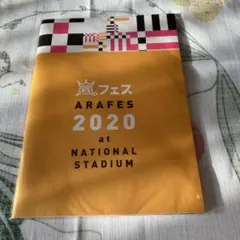 嵐フェス
ARAFES
2020
at
NATIONAL
STADIUM